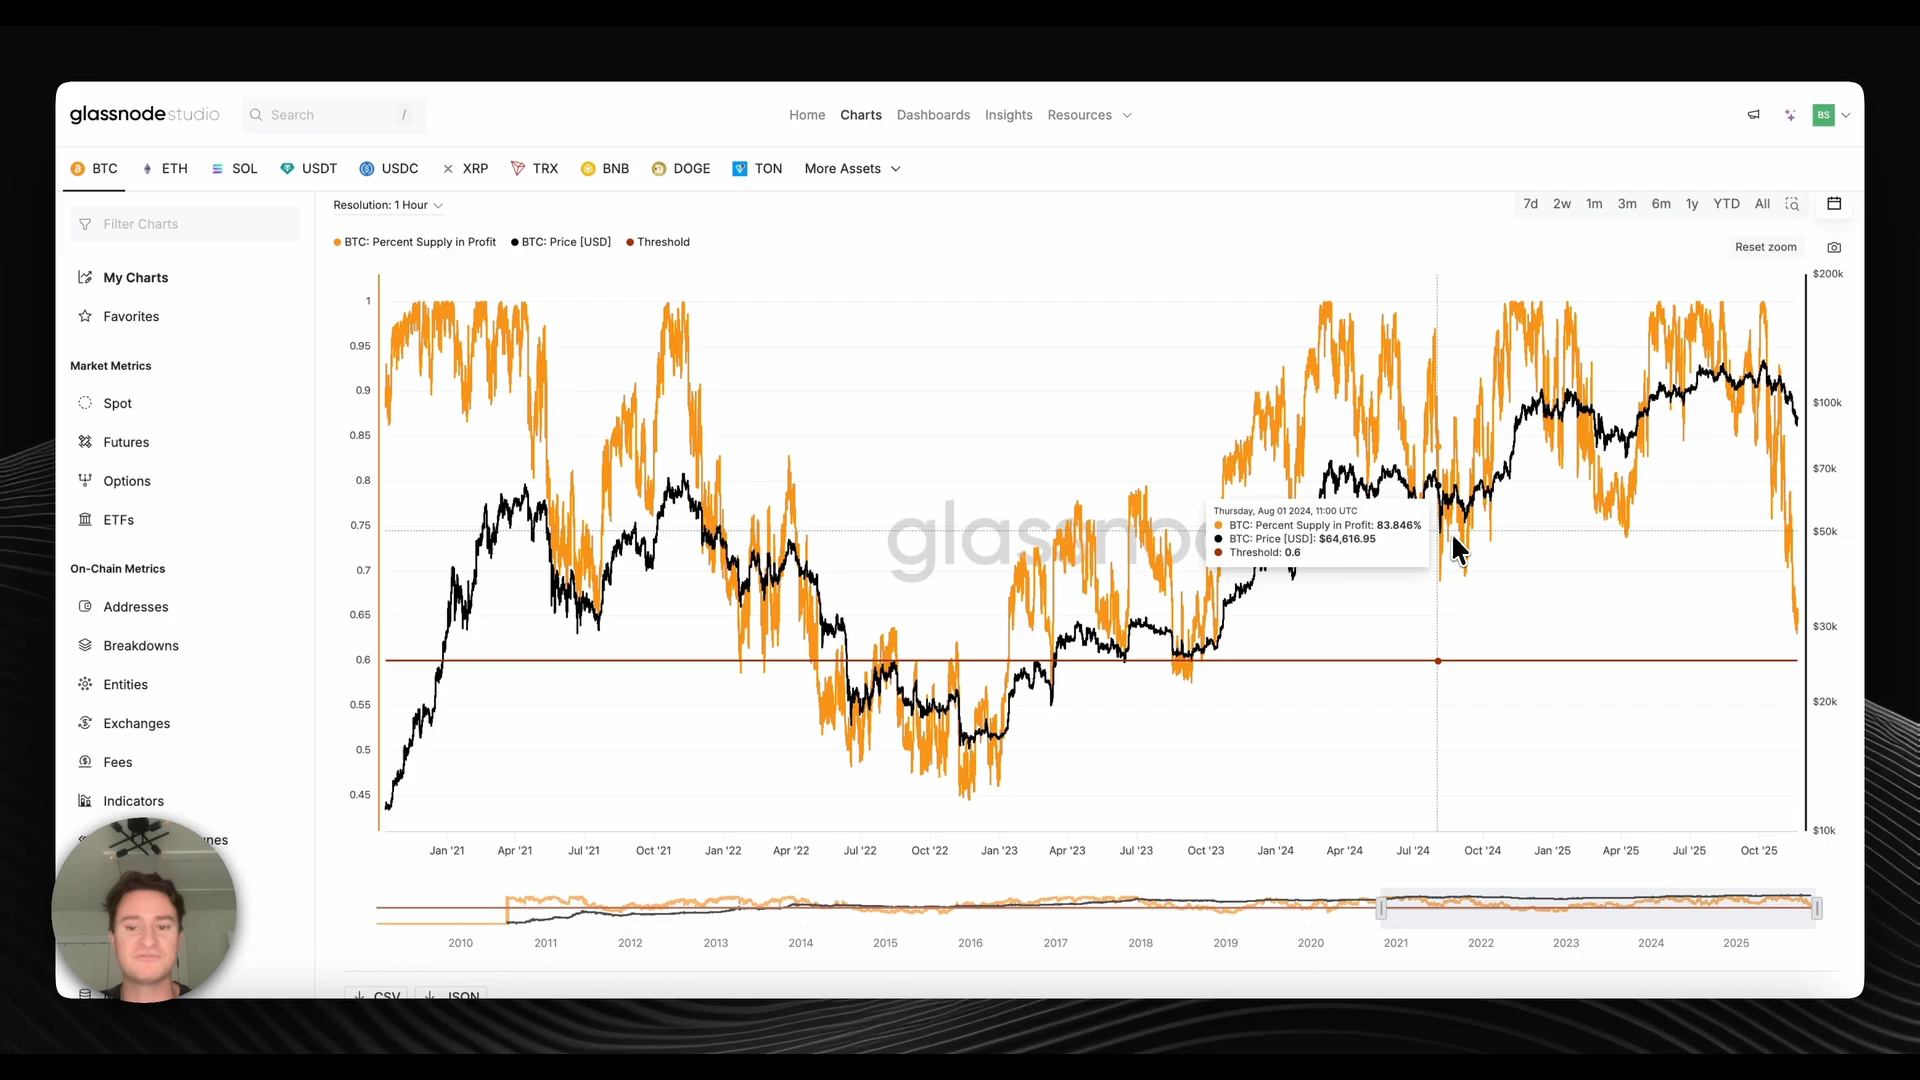 glassnodestudio
Search
/
Home
Charts
Dashboards
Insights
Resources
BS
BTC
ETH
SOL
USDT
USDC
XRP
TRX
BNB
DOGE
TON
More Assets
Filter Charts
My Charts
Favorites
Market Metrics
Spot
Futures
Options
ETFs
On-Chain Metrics
Addresses
Breakdowns
Entities
Exchanges
Fees
Indicators
Resolution: 1 Hour
7d 2w 1m 3m 6m 1y YTD All
BTC: Percent Supply in Profit
BTC: Price [USD]
Threshold
Reset zoom
1
0.95
0.9
0.85
0.8
0.75
0.7
0.65
0.6
0.55
0.5
0.45
$200k
$100k
$70k
$50k
$30k
$20k
$10k
Thursday, Aug 01 2024, 11:00 UTC
BTC: Percent Supply in Profit: 83.846%
BTC: Price [USD]: $64,616.95
Threshold: 0.6
Jan '21 Apr '21 Jul '21 Oct '21 Jan '22 Apr '22 Jul '22 Oct '22 Jan '23 Apr '23 Jul '23 Oct '23 Jan '24 Apr '24 Jul '24 Oct '24 Jan '25 Apr '25 Jul '25 Oct '25
2010 2011 2012 2013 2014 2015 2016 2017 2018 2019 2020 2021 2022 2023 2024 2025
CSV
JSON